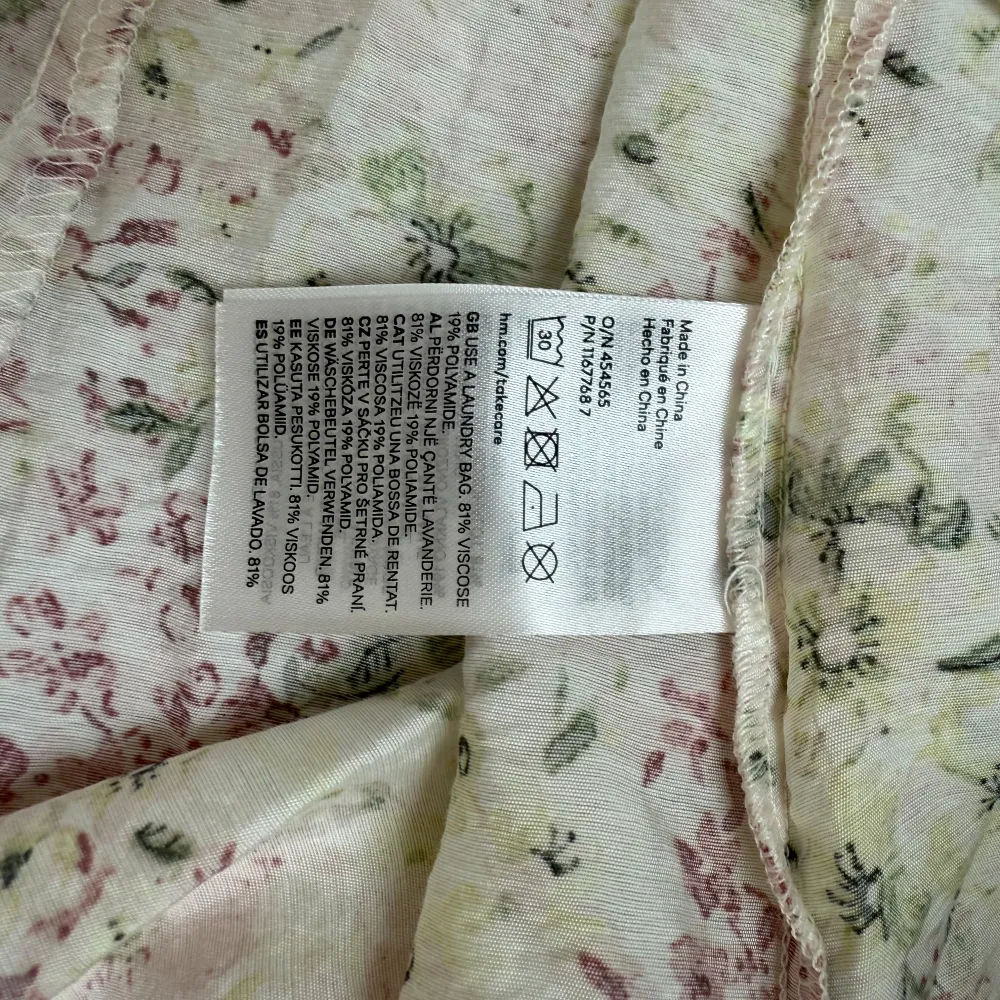 Made in China
Fabriqué en Chine
Hecho en China
O/N 454565
P/N 1167768 7
30
hm.com/takecare
GB USE A LAUNDRY BAG. 81% VISCOSE
19% POLYAMIDE.
AL PËRDORNI NJË ÇANTË LAVANDERIE.
81% VISKOZË 19% POLIAMIDE.
CAT UTILITZEU UNA BOSSA DE RENTAT.
81% VISCOSA 19% POLIAMIDA.
CZ PERTE V SÁČKU PRO ŠETRNÉ PRANÍ.
81% VISKÓZA 19% POLYAMID.
DE WÄSCHEBEUTEL VERWENDEN. 81%
VISKOSE 19% POLYAMID.
EE KASUTA PESUKOTTI. 81% VISKOOS
19% POLÜAMIID.
ES UTILIZAR BOLSA DE LAVADO. 81%